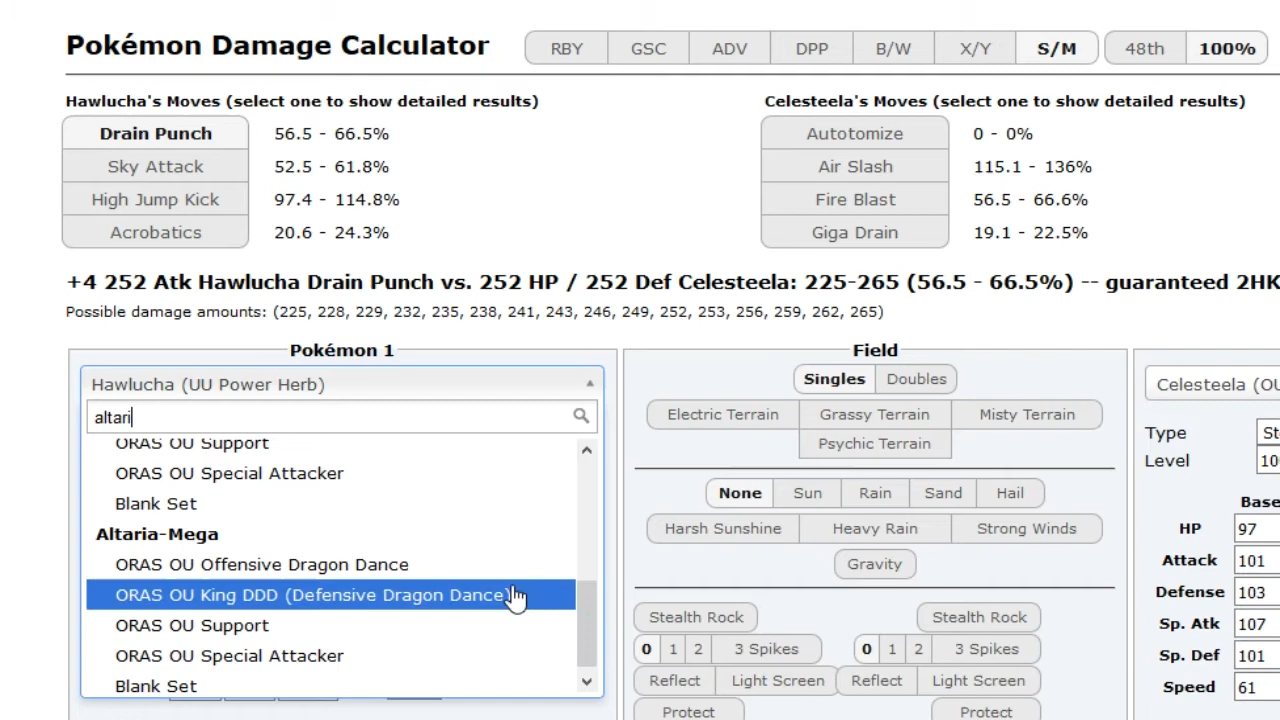 Pokémon Damage Calculator RBY GSC ADV DPP B/W X/Y S/M 48th 100%
Hawlucha's Moves (select one to show detailed results) Celesteela's Moves (select one to show detailed results)
Drain Punch 56.5 - 66.5% Autotomize 0 - 0%
Sky Attack 52.5 - 61.8% Air Slash 115.1 - 136%
High Jump Kick 97.4 - 114.8% Fire Blast 56.5 - 66.6%
Acrobatics 20.6 - 24.3% Giga Drain 19.1 - 22.5%
+4 252 Atk Hawlucha Drain Punch vs. 252 HP / 252 Def Celesteela: 225-265 (56.5 - 66.5%) -- guaranteed 2HK
Possible damage amounts: (225, 228, 229, 232, 235, 238, 241, 243, 246, 249, 252, 253, 256, 259, 262, 265)
Pokémon 1
Hawlucha (UU Power Herb)
altari
ORAS OU Support
ORAS OU Special Attacker
Blank Set
Altaria-Mega
ORAS OU Offensive Dragon Dance
ORAS OU King DDD (Defensive Dragon Dance)
ORAS OU Support
ORAS OU Special Attacker
Blank Set
Field
Singles Doubles
Electric Terrain Grassy Terrain Misty Terrain
Psychic Terrain
None Sun Rain Sand Hail
Harsh Sunshine Heavy Rain Strong Winds
Gravity
Stealth Rock Stealth Rock
0 1 2 3 Spikes 0 1 2 3 Spikes
Reflect Light Screen Reflect Light Screen
Protect Protect
Celesteela (OU
Type St
Level 10
Base
HP 97
Attack 101
Defense 103
Sp. Atk 107
Sp. Def 101
Speed 61